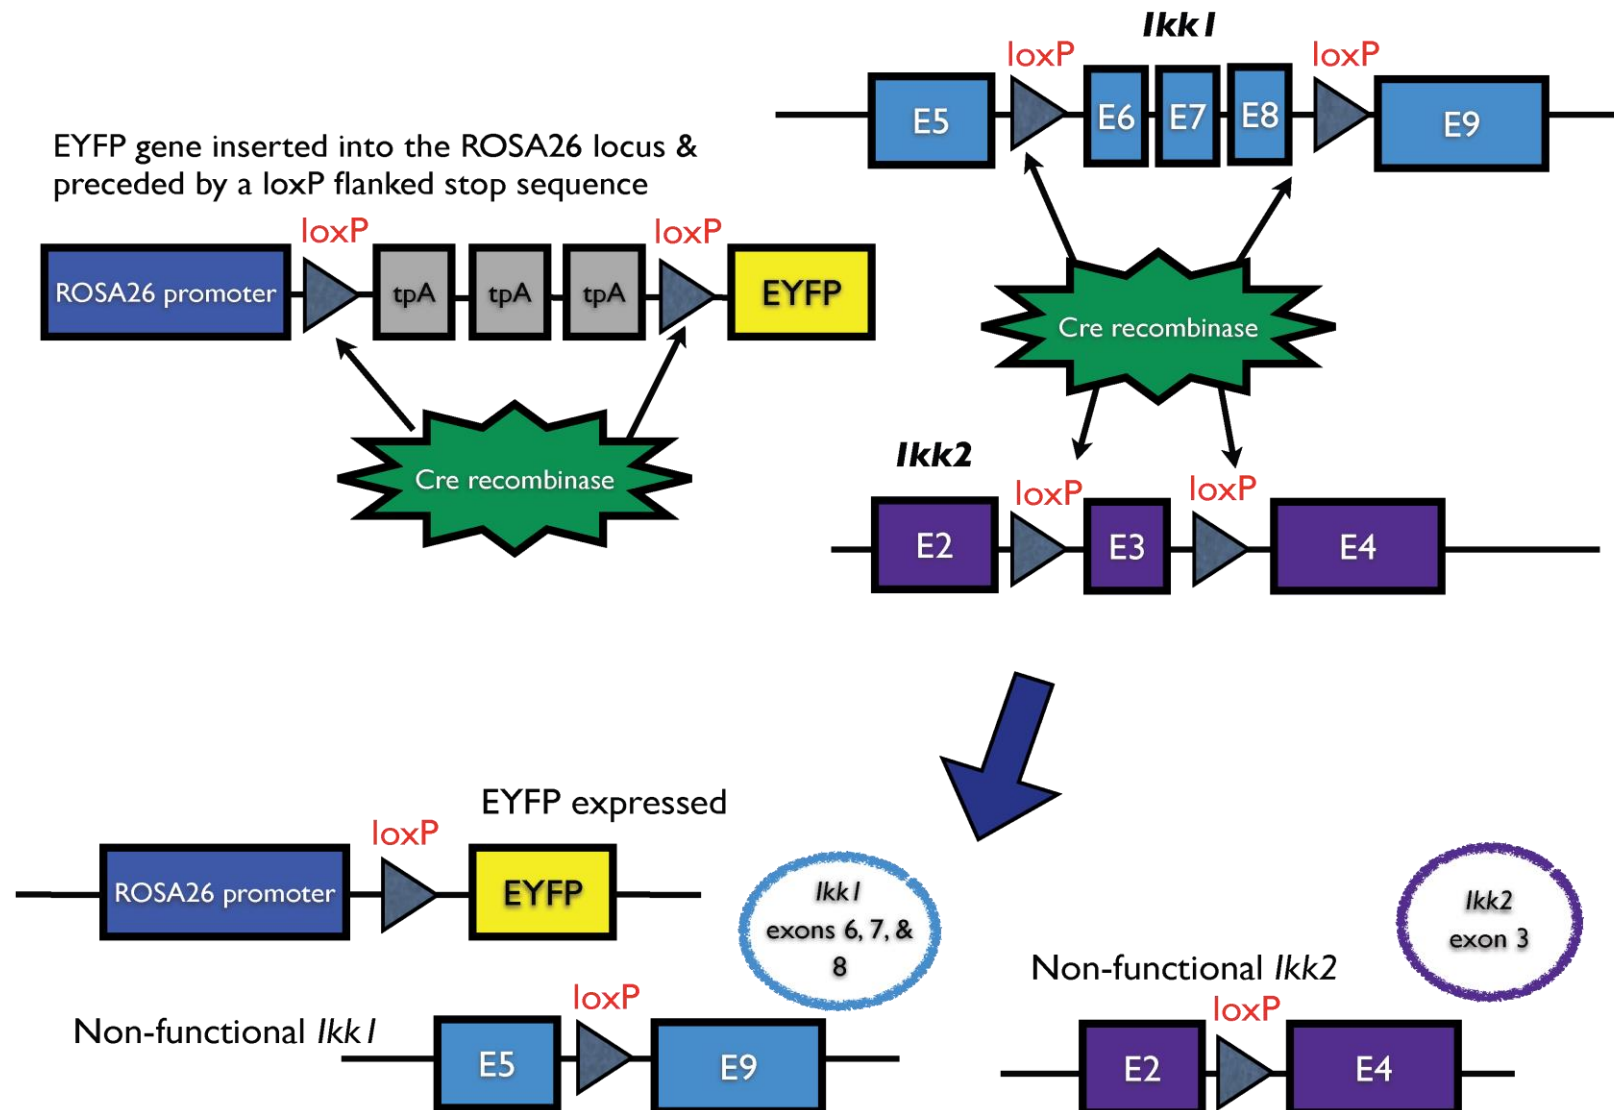 Ikk1
loxP
loxP
E5
E6
E7
E8
E9
EYFP gene inserted into the ROSA26 locus &
preceded by a loxP flanked stop sequence
loxP
loxP
ROSA26 promoter
tpA
tpA
tpA
EYFP
Cre recombinase
Cre recombinase
Ikk2
loxP
loxP
E2
E3
E4
EYFP expressed
loxP
ROSA26 promoter
EYFP
Ikk1
exons 6, 7, &
8
Ikk2
exon 3
Non-functional Ikk1
loxP
E5
E9
Non-functional Ikk2
loxP
E2
E4